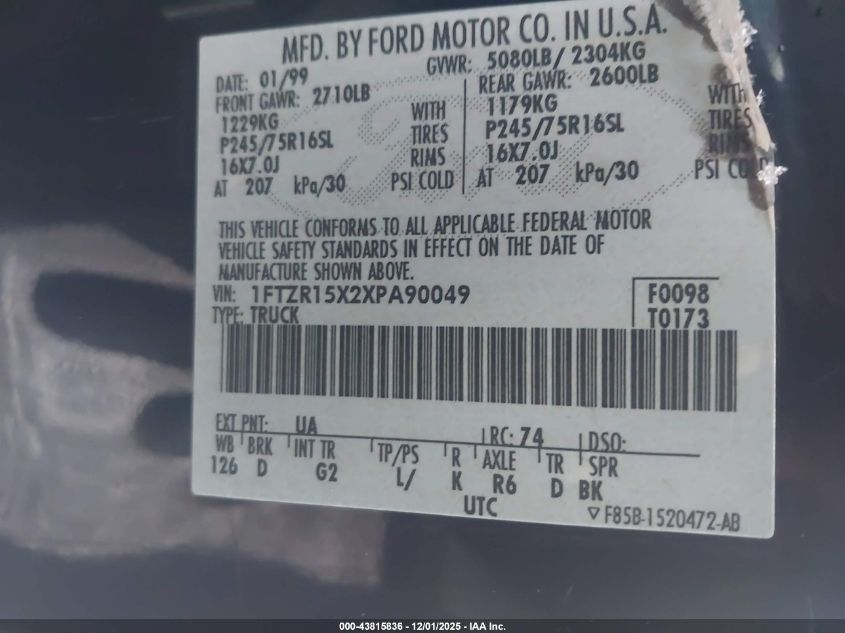 MFD. BY FORD MOTOR CO. IN U.S.A.
DATE: 01/99 GVWR: 5080LB/ 2304KG
FRONT GAWR: 2710LB REAR GAWR: 2600LB
1229KG WITH 1179KG WITH
P245/75R16SL TIRES P245/75R16SL TIRES
16X7.0J RIMS 16X7.0J RIMS
AT 207 kPa/30 PSI COLD AT 207 kPa/30 PSI COLD
THIS VEHICLE CONFORMS TO ALL APPLICABLE FEDERAL MOTOR
VEHICLE SAFETY STANDARDS IN EFFECT ON THE DATE OF
MANUFACTURE SHOWN ABOVE.
VIN: 1FTZR15X2XPA90049 F0098
TYPE: TRUCK T0173
EXT PNT: UA RC: 74 DSO:
WB BRK INT TR TP/PS R AXLE TR SPR
126 D G2 L/ K R6 D BK
UTC ▽ F85B-1520472-AB
000-43815836 - 12/01/2025 - IAA Inc.